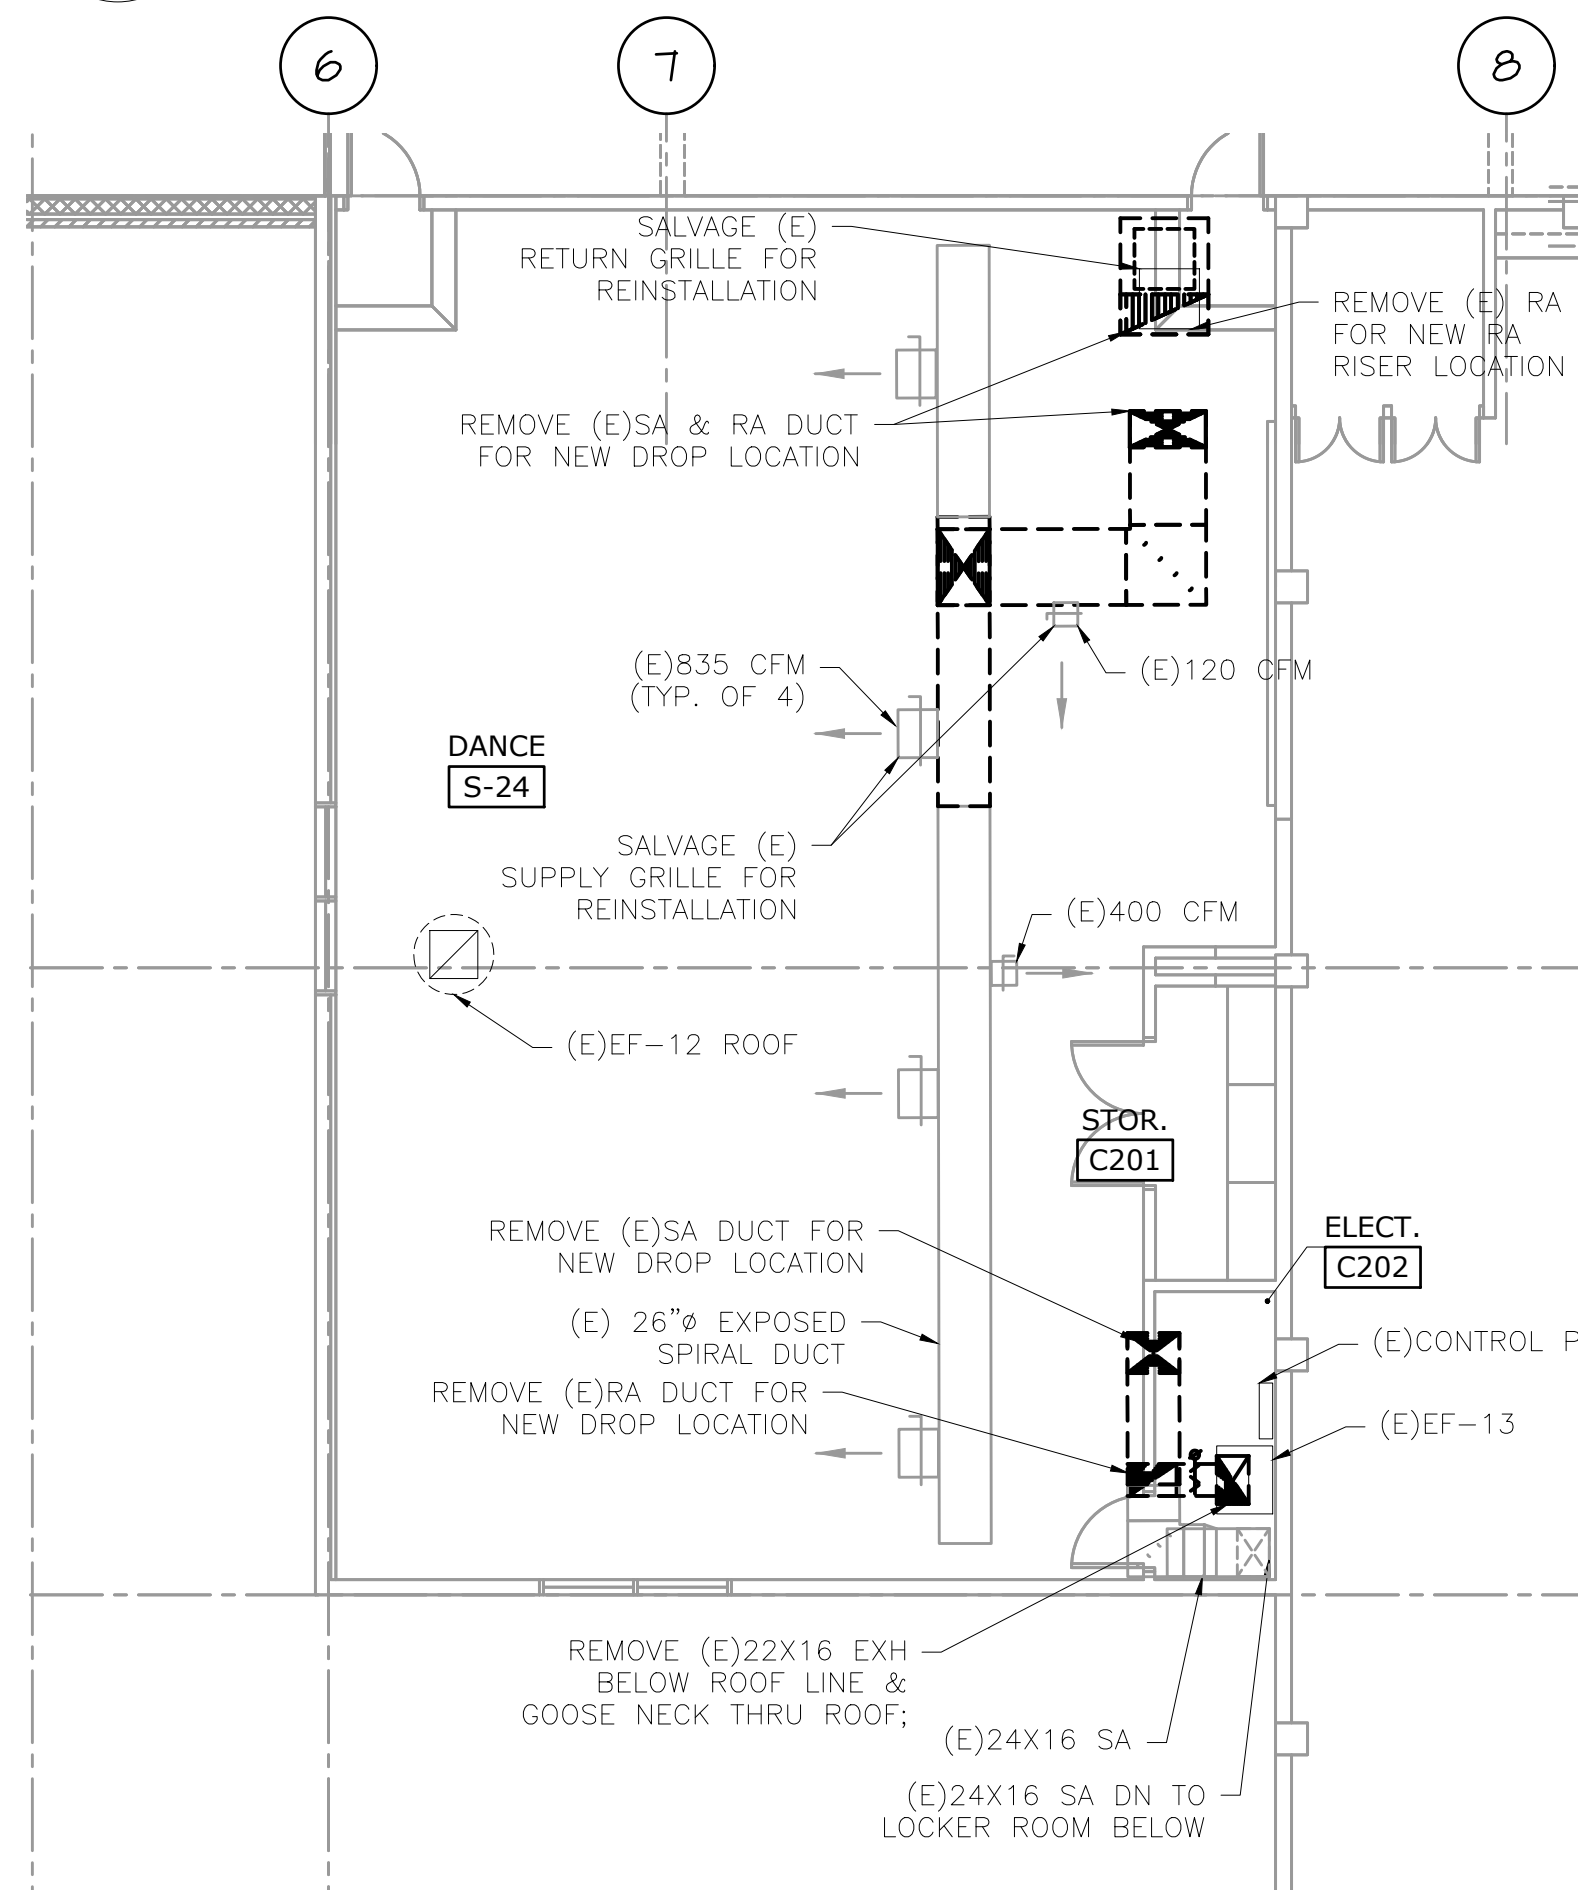 6
7
8
SALVAGE (E)
RETURN GRILLE FOR
REINSTALLATION
REMOVE (E) RA
FOR NEW RA
RISER LOCATION
REMOVE (E)SA & RA DUCT
FOR NEW DROP LOCATION
(E)835 CFM
(TYP. OF 4)
(E)120 CFM
DANCE
S-24
SALVAGE (E)
SUPPLY GRILLE FOR
REINSTALLATION
(E)400 CFM
(E)EF-12 ROOF
STOR.
C201
REMOVE (E)SA DUCT FOR
NEW DROP LOCATION
ELECT.
C202
(E) 26"ø EXPOSED
SPIRAL DUCT
(E)CONTROL P
REMOVE (E)RA DUCT FOR
NEW DROP LOCATION
(E)EF-13
REMOVE (E)22X16 EXH
BELOW ROOF LINE &
GOOSE NECK THRU ROOF;
(E)24X16 SA
(E)24X16 SA DN TO
LOCKER ROOM BELOW